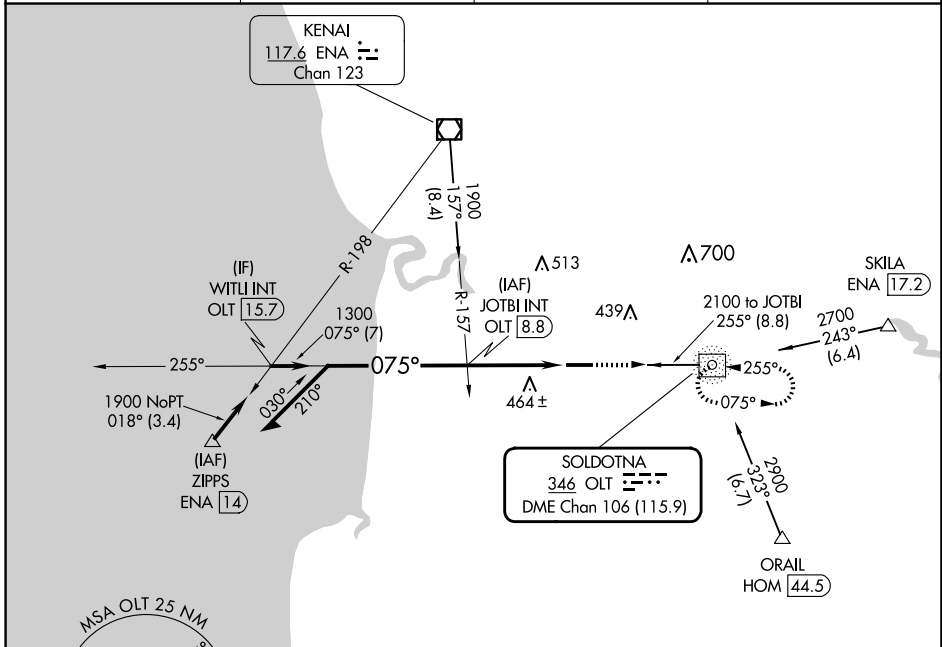 KENAI
117.6 ENA
Chan 123
1900
157°
(8.4)
R-198
R-157
(IF)
WITLI INT
OLT 15.7
1300
075° (7)
(IAF)
JOTBI INT
OLT 8.8
513
700
439
464 ±
SKILA
ENA 17.2
2100 to JOTBI
255° (8.8)
2700
243°
(6.4)
255°
075°
255°
075°
030°
210°
1900 NoPT
018° (3.4)
(IAF)
ZIPPS
ENA 14
SOLDOTNA
346 OLT
DME Chan 106 (115.9)
2900
323°
(6.7)
ORAIL
HOM 44.5
MSA OLT 25 NM